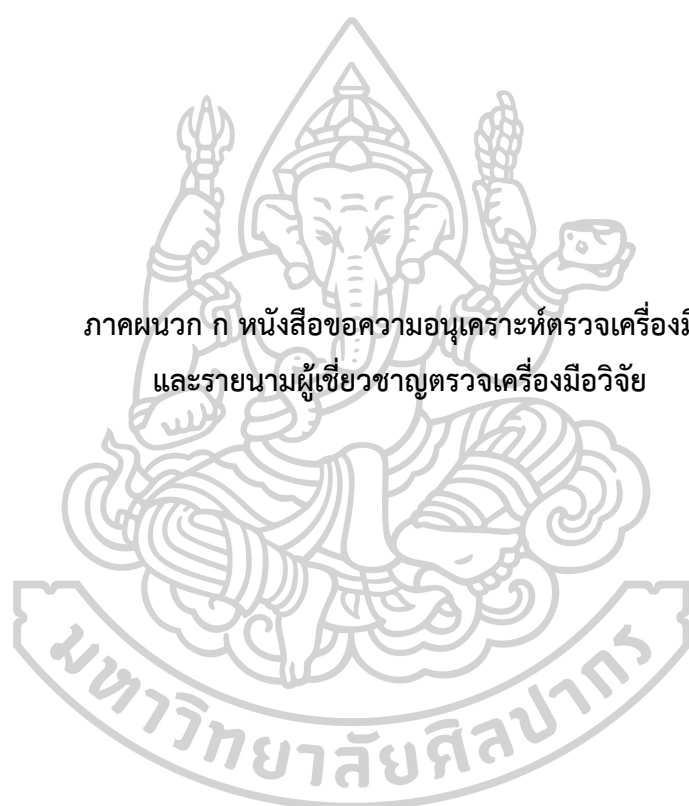 ภาคผนวก ก หนังสือขอความอนุเคราะห์ตรวจเครื่องมื
และรายนามผู้เชี่ยวชาญตรวจเครื่องมือวิจัย
มหาวิทยาลัยศิลปากร